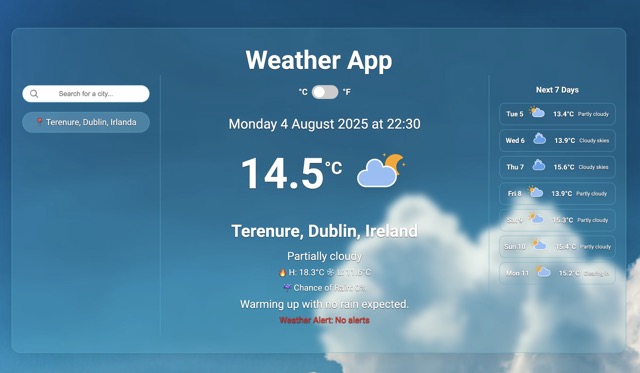 Weather App
Search for a city...
Terenure, Dublin, Irlanda
°C °F
Monday 4 August 2025 at 22:30
14.5°C
Terenure, Dublin, Ireland
Partially cloudy
H: 18.3°C L: 11.6°C
Chance of Rain: 0%
Warming up with no rain expected.
Weather Alert: No alerts
Next 7 Days
Tue 5 13.4°C Partly cloudy
Wed 6 13.9°C Cloudy skies
Thu 7 15.6°C Cloudy skies
Fri 8 13.9°C Partly cloudy
Sat 9 15.3°C Partly cloudy
Sun 10 15.4°C Partly cloudy
Mon 11 15.2°C